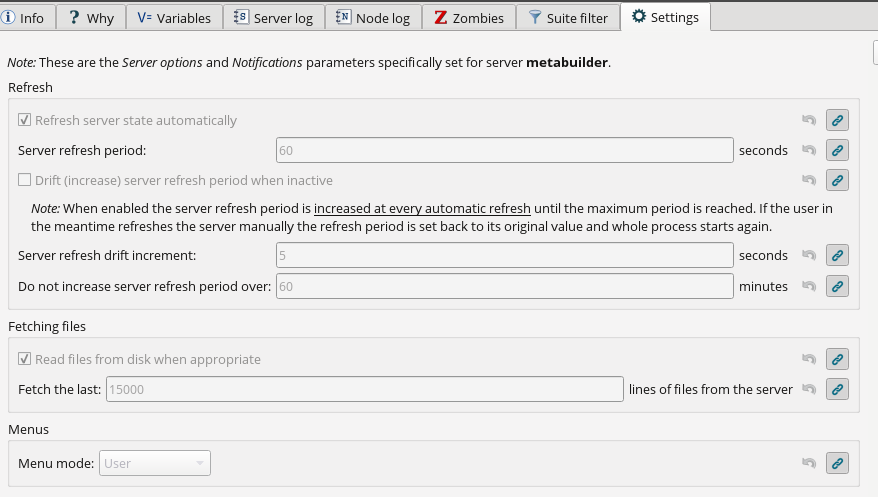 Info Why Variables Server log Node log Zombies Suite filter Settings
Note: These are the Server options and Notifications parameters specifically set for server metabuilder.
Refresh
Refresh server state automatically
Server refresh period: 60 seconds
Drift (increase) server refresh period when inactive
Note: When enabled the server refresh period is increased at every automatic refresh until the maximum period is reached. If the user in
the meantime refreshes the server manually the refresh period is set back to its original value and whole process starts again.
Server refresh drift increment: 5 seconds
Do not increase server refresh period over: 60 minutes
Fetching files
Read files from disk when appropriate
Fetch the last: 15000 lines of files from the server
Menus
Menu mode: User